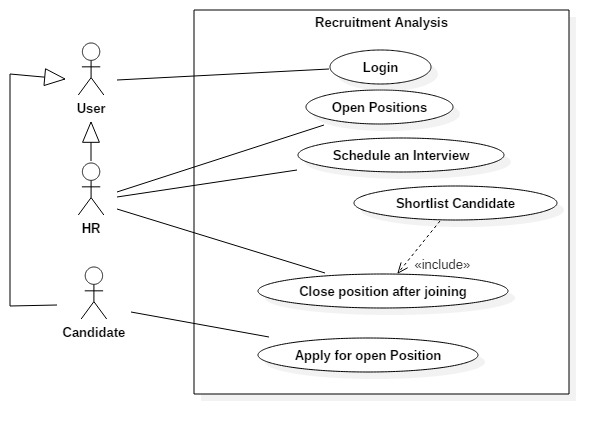 Recruitment Analysis
Login
User
Open Positions
Schedule an Interview
HR
Shortlist Candidate
«include»
Close position after joining
Candidate
Apply for open Position